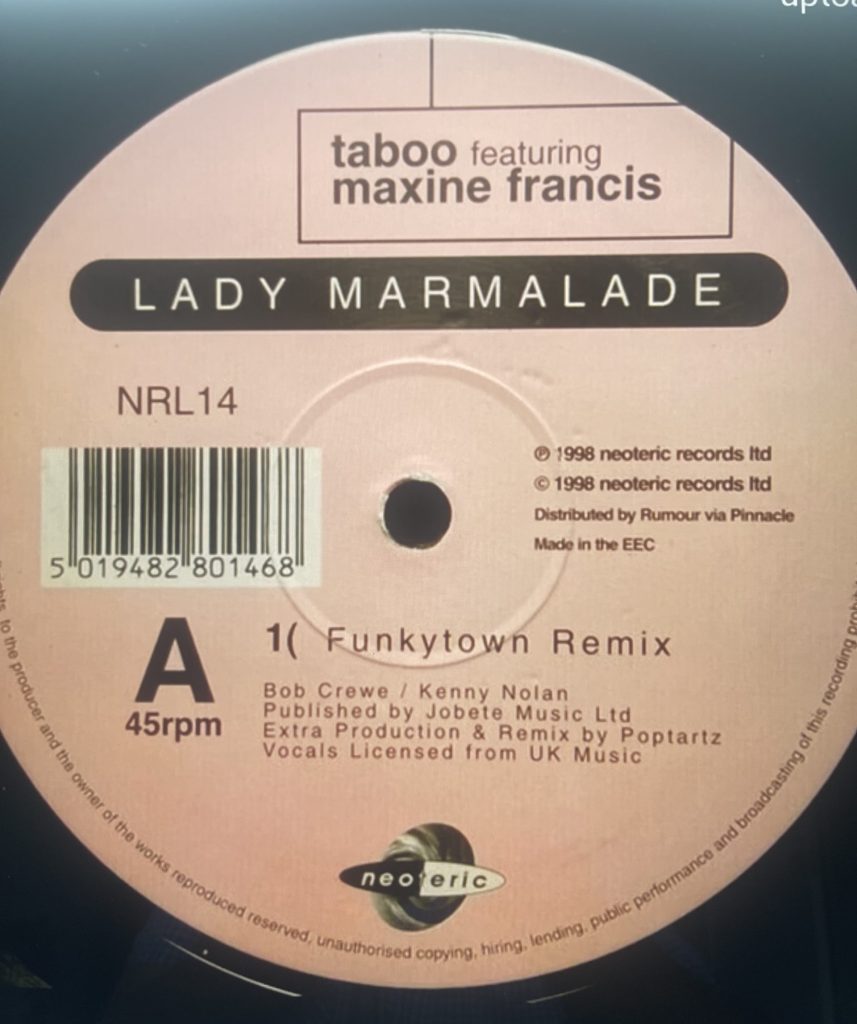 taboo featuring
maxine francis
LADY MARMALADE
NRL14
℗ 1998 neoteric records ltd
© 1998 neoteric records ltd
Distributed by Rumour via Pinnacle
Made in the EEC
5 019482 801468
A
45rpm
1( Funkytown Remix
Bob Crewe / Kenny Nolan
Published by Jobete Music Ltd
Extra Production & Remix by Poptartz
Vocals Licensed from UK Music
neoteric
to the producer and the owner of the works reproduced reserved, unauthorised copying, hiring, lending, public performance and broadcasting of this recording